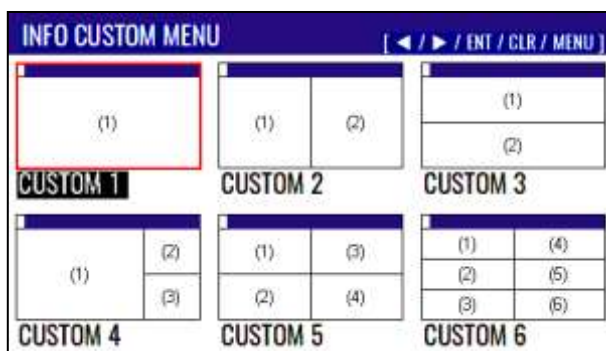 INFO CUSTOM MENU [ ◄ / ► / ENT / CLR / MENU ]
(1) (1) (2) (1)
(2)
CUSTOM 1 CUSTOM 2 CUSTOM 3
(1) (2) (1) (3) (1) (4)
(2) (5)
(3) (2) (4) (3) (6)
CUSTOM 4 CUSTOM 5 CUSTOM 6